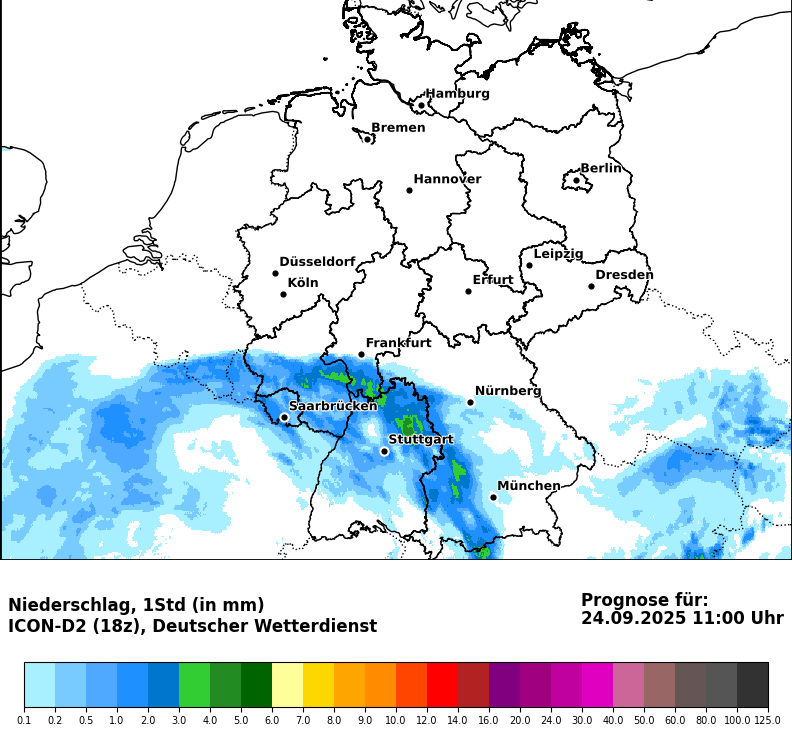 Hamburg
Bremen
Berlin
Hannover
Düsseldorf
Leipzig
Köln
Erfurt
Dresden
Frankfurt
Nürnberg
Saarbrücken
Stuttgart
München
Niederschlag, 1Std (in mm)
ICON-D2 (18z), Deutscher Wetterdienst
Prognose für:
24.09.2025 11:00 Uhr
0.1 0.2 0.5 1.0 2.0 3.0 4.0 5.0 6.0 7.0 8.0 9.0 10.0 12.0 14.0 16.0 20.0 24.0 30.0 40.0 50.0 60.0 80.0 100.0 125.0